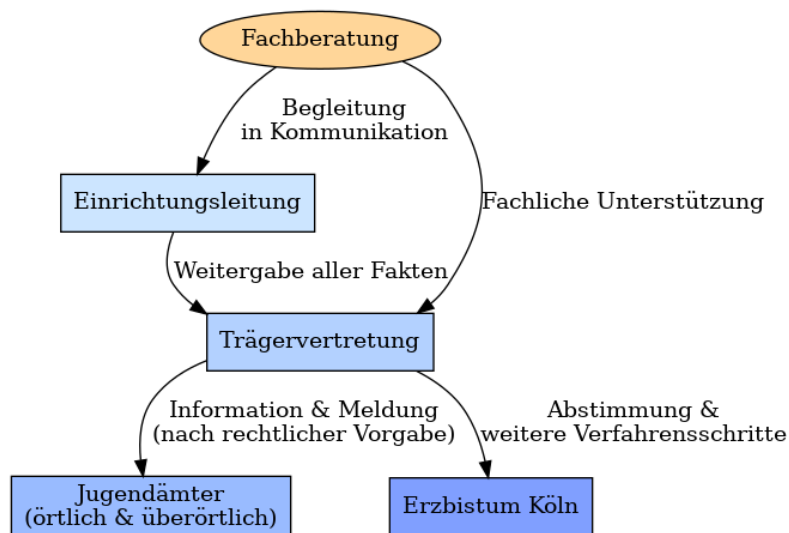 Fachberatung
Begleitung
in Kommunikation
Einrichtungsleitung
Fachliche Unterstützung
Weitergabe aller Fakten
Trägervertretung
Information & Meldung
(nach rechtlicher Vorgabe)
Abstimmung &
weitere Verfahrensschritte
Jugendämter
(örtlich & überörtlich)
Erzbistum Köln